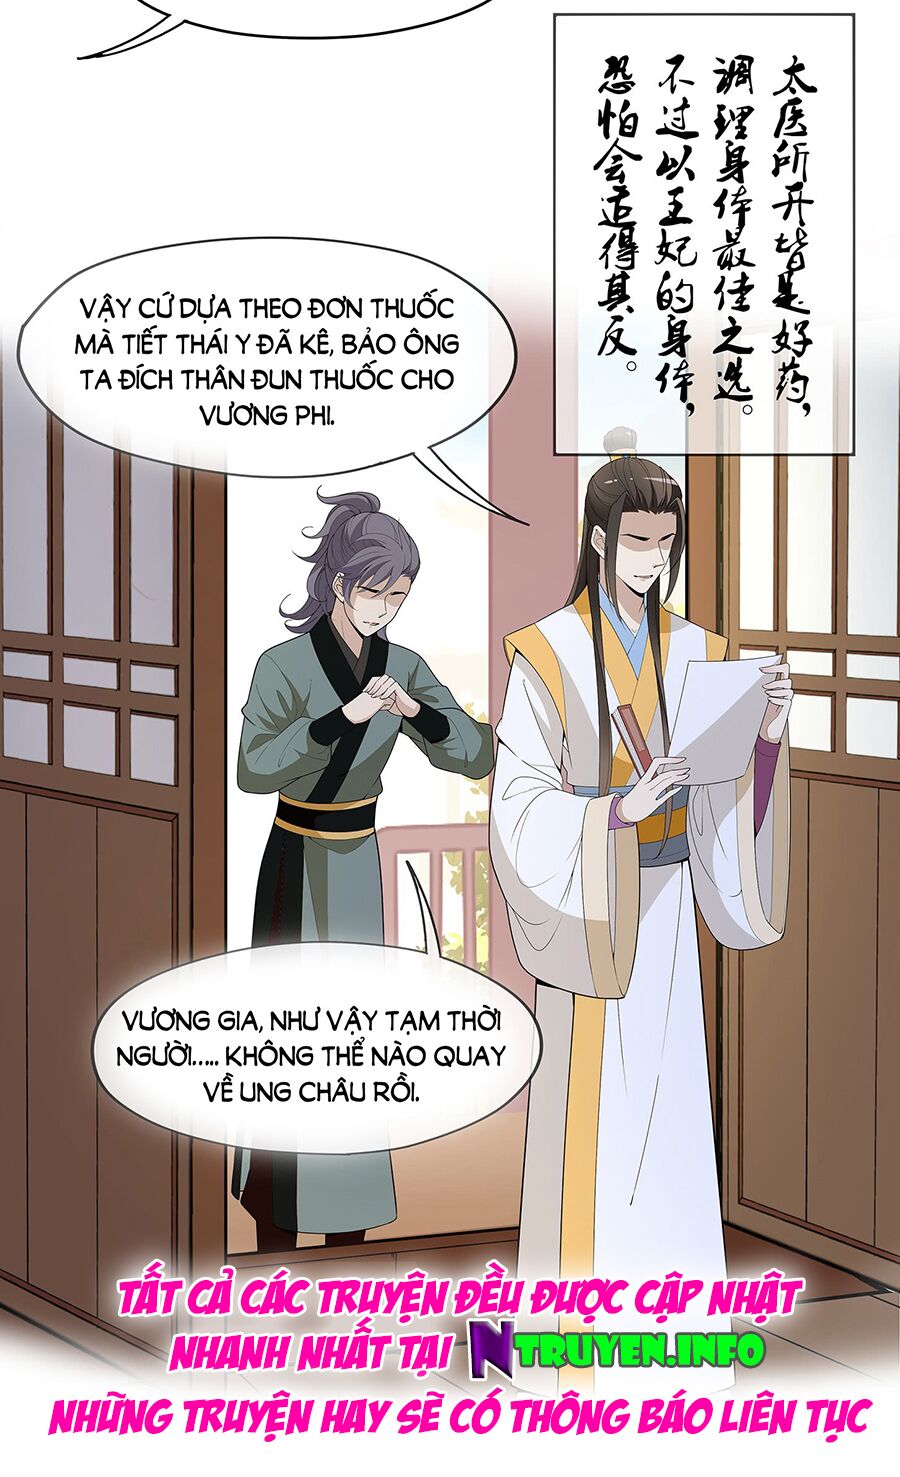 太医所开皆是好药，
调理身体最佳之选。
不过以王妃的身体，
恐怕会适得其反。
VẬY CỨ DỰA THEO ĐƠN THUỐC
MÀ TIẾT THÁI Y ĐÃ KÊ, BẢO ÔNG
TA ĐÍCH THÂN ĐUN THUỐC CHO
VƯƠNG PHI.
VƯƠNG GIA, NHƯ VẬY TẠM THỜI
NGƯỜI..... KHÔNG THỂ NÀO QUAY
VỀ UNG CHÂU RỒI.
TẤT CẢ CÁC TRUYỆN ĐỀU ĐƯỢC CẬP NHẬT
NHANH NHẤT TẠI NTRUYEN.INFO
NHỮNG TRUYỆN HAY SẼ CÓ THÔNG BÁO LIÊN TỤC